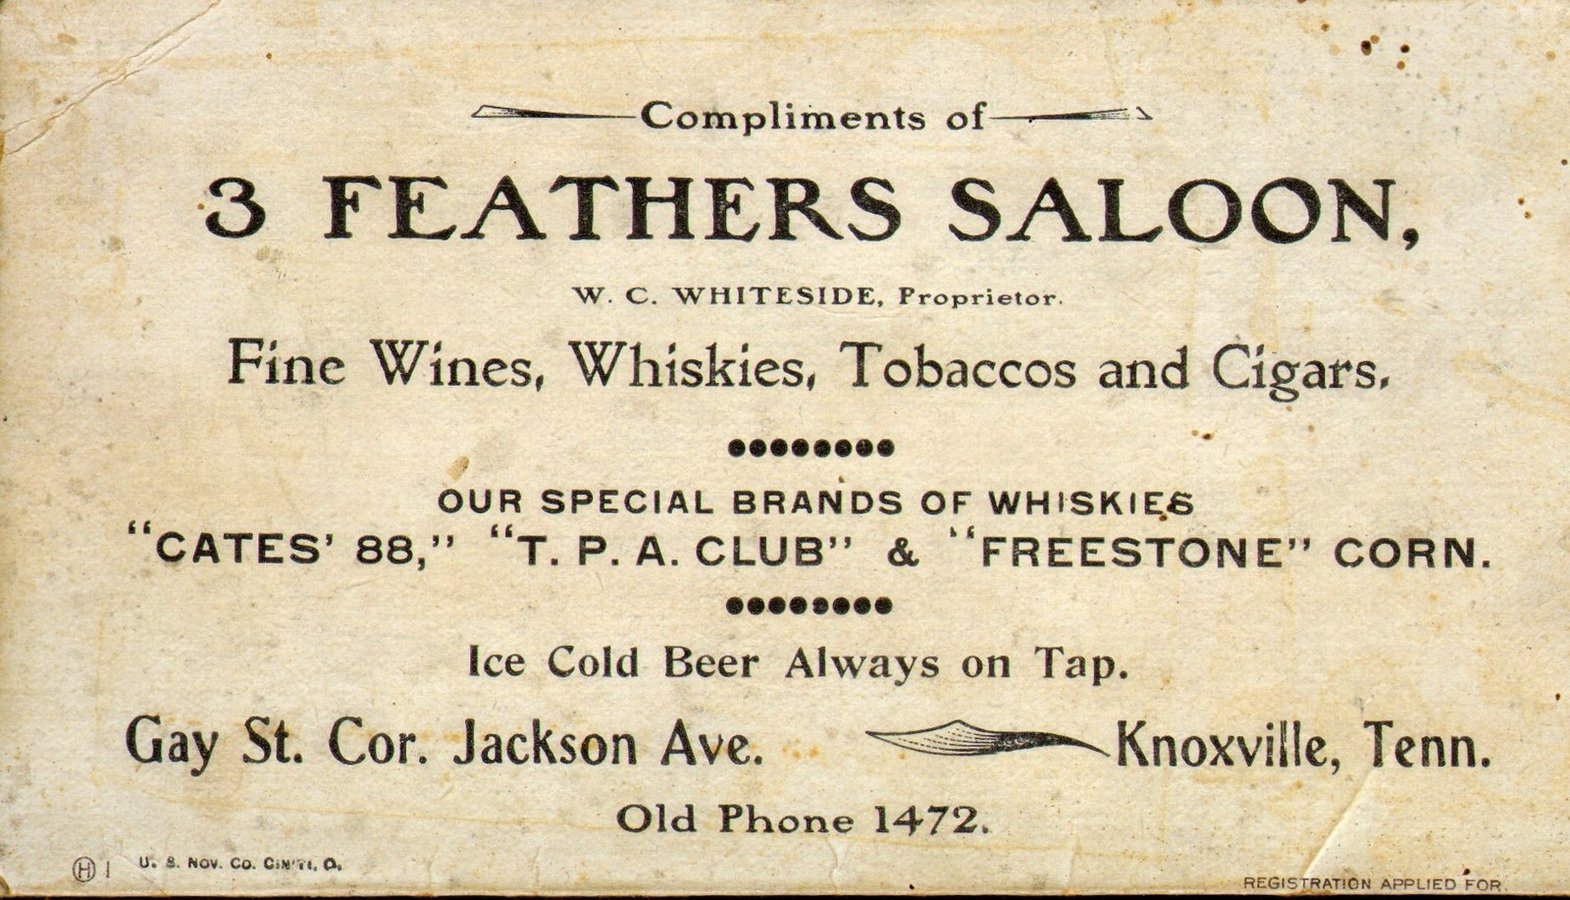 Compliments of
3 FEATHERS SALOON,
W. C. WHITESIDE, Proprietor.
Fine Wines, Whiskies, Tobaccos and Cigars.
OUR SPECIAL BRANDS OF WHISKIES
"CATES' 88," "T. P. A. CLUB" & "FREESTONE" CORN.
Ice Cold Beer Always on Tap.
Gay St. Cor. Jackson Ave. Knoxville, Tenn.
Old Phone 1472.
H 1 U. S. NOV. CO. CIN'TI. O.
REGISTRATION APPLIED FOR.